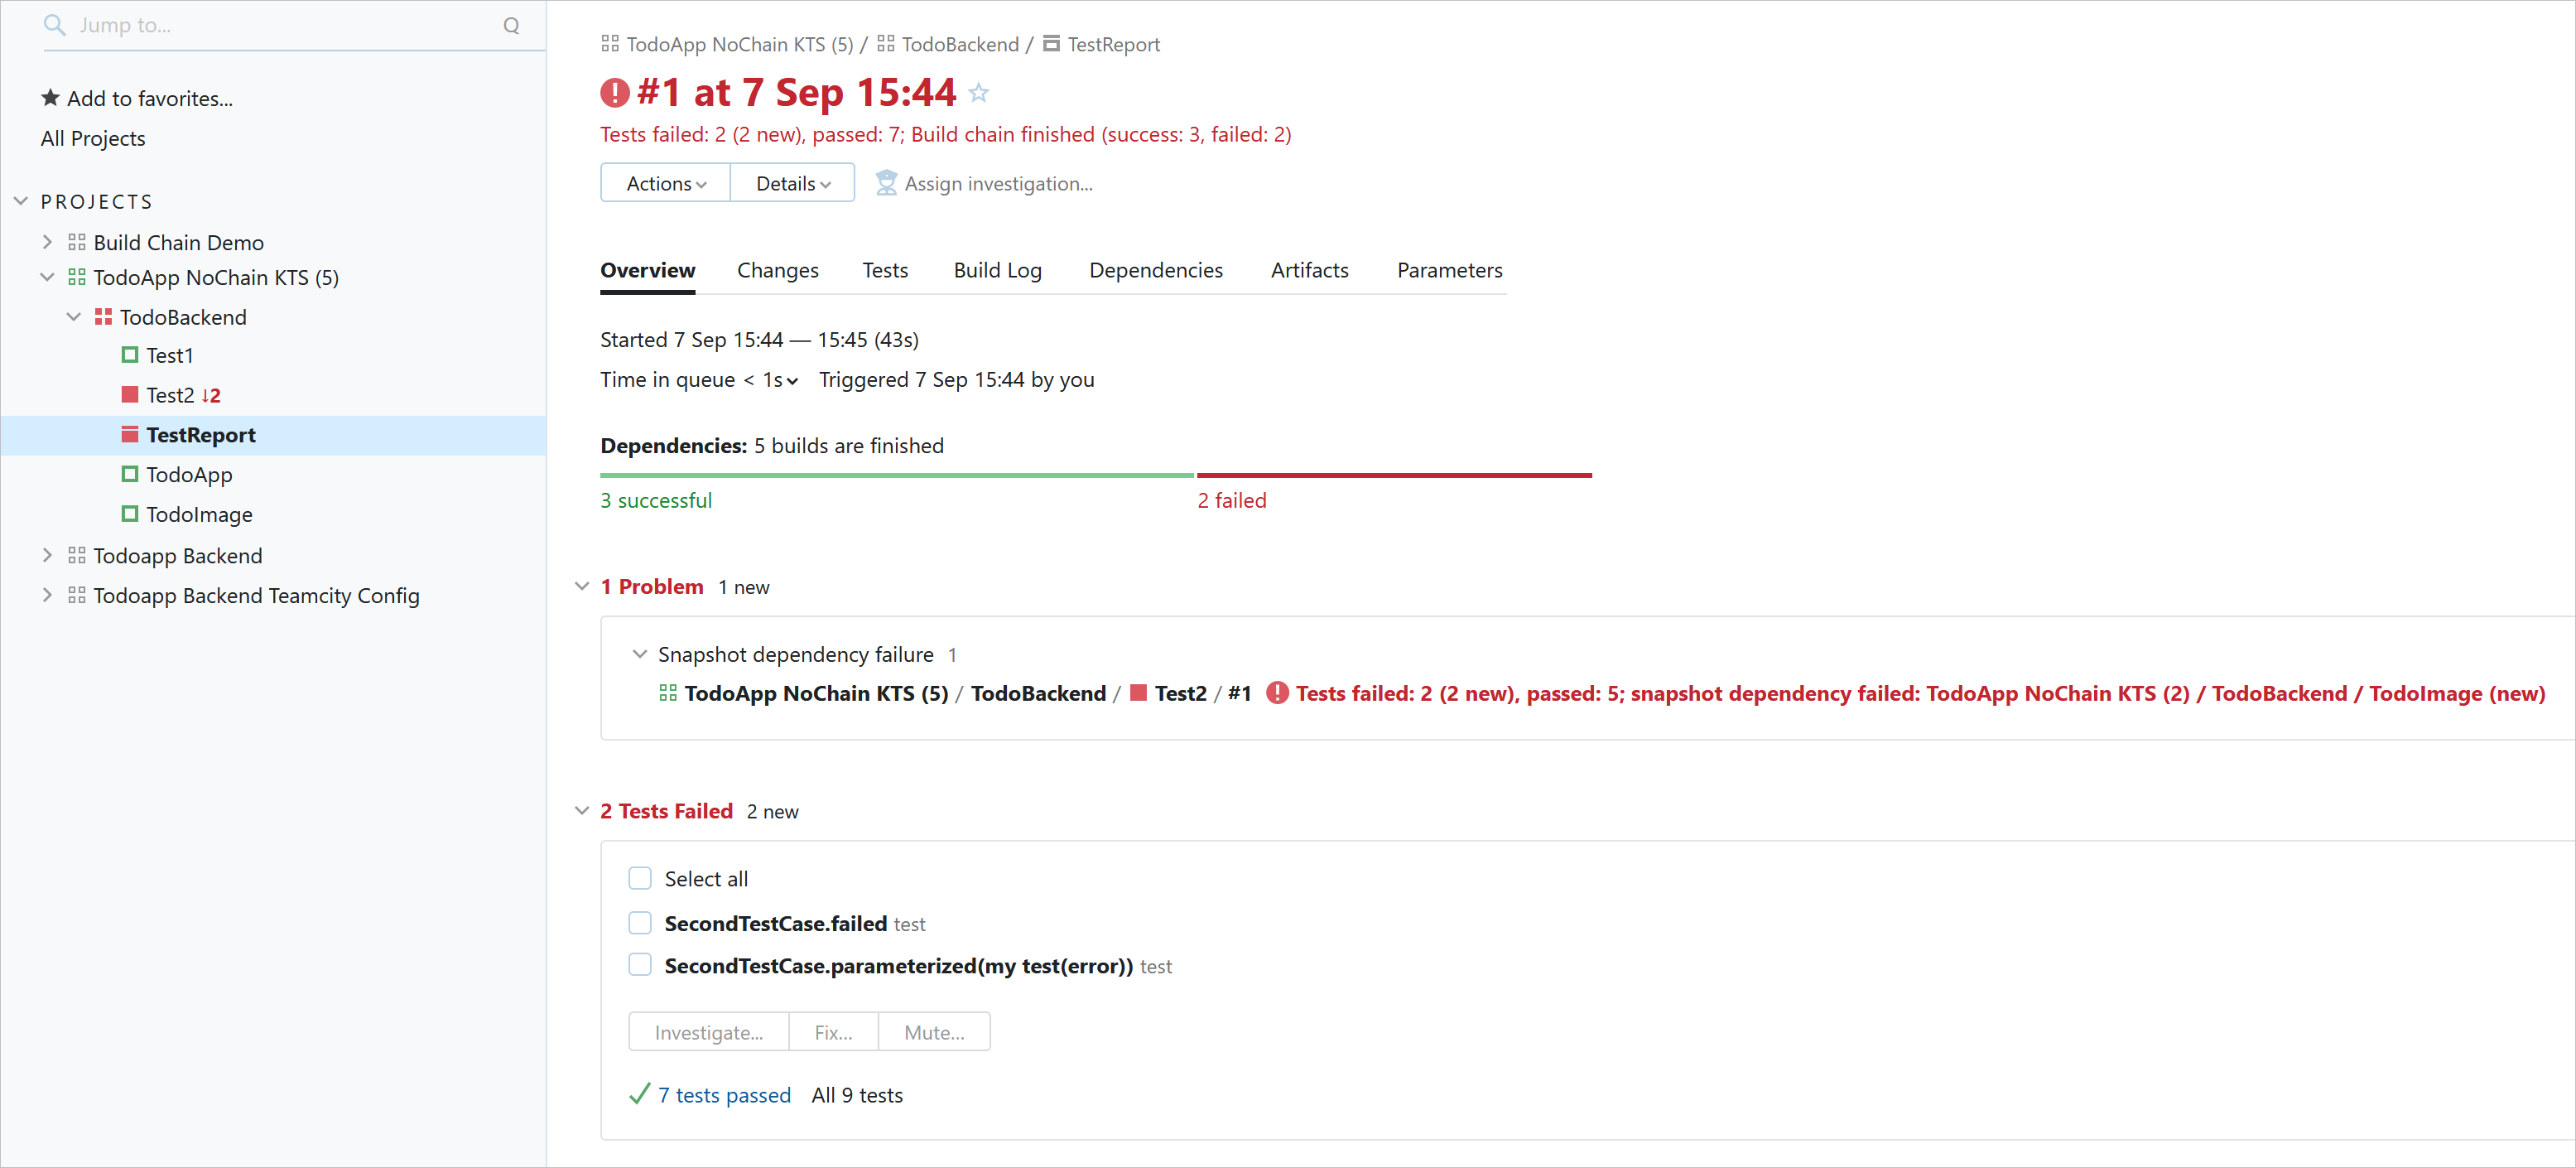 Jump to...
Q
Add to favorites...
All Projects
PROJECTS
Build Chain Demo
TodoApp NoChain KTS (5)
TodoBackend
Test1
Test2 ↓2
TestReport
TodoApp
TodoImage
Todoapp Backend
Todoapp Backend Teamcity Config
TodoApp NoChain KTS (5) / TodoBackend / TestReport
#1 at 7 Sep 15:44
Tests failed: 2 (2 new), passed: 7; Build chain finished (success: 3, failed: 2)
Actions Details Assign investigation...
Overview Changes Tests Build Log Dependencies Artifacts Parameters
Started 7 Sep 15:44 — 15:45 (43s)
Time in queue < 1s Triggered 7 Sep 15:44 by you
Dependencies: 5 builds are finished
3 successful 2 failed
1 Problem 1 new
Snapshot dependency failure 1
TodoApp NoChain KTS (5) / TodoBackend / Test2 / #1 Tests failed: 2 (2 new), passed: 5; snapshot dependency failed: TodoApp NoChain KTS (2) / TodoBackend / TodoImage (new)
2 Tests Failed 2 new
Select all
SecondTestCase.failed test
SecondTestCase.parameterized(my test(error)) test
Investigate... Fix... Mute...
7 tests passed All 9 tests